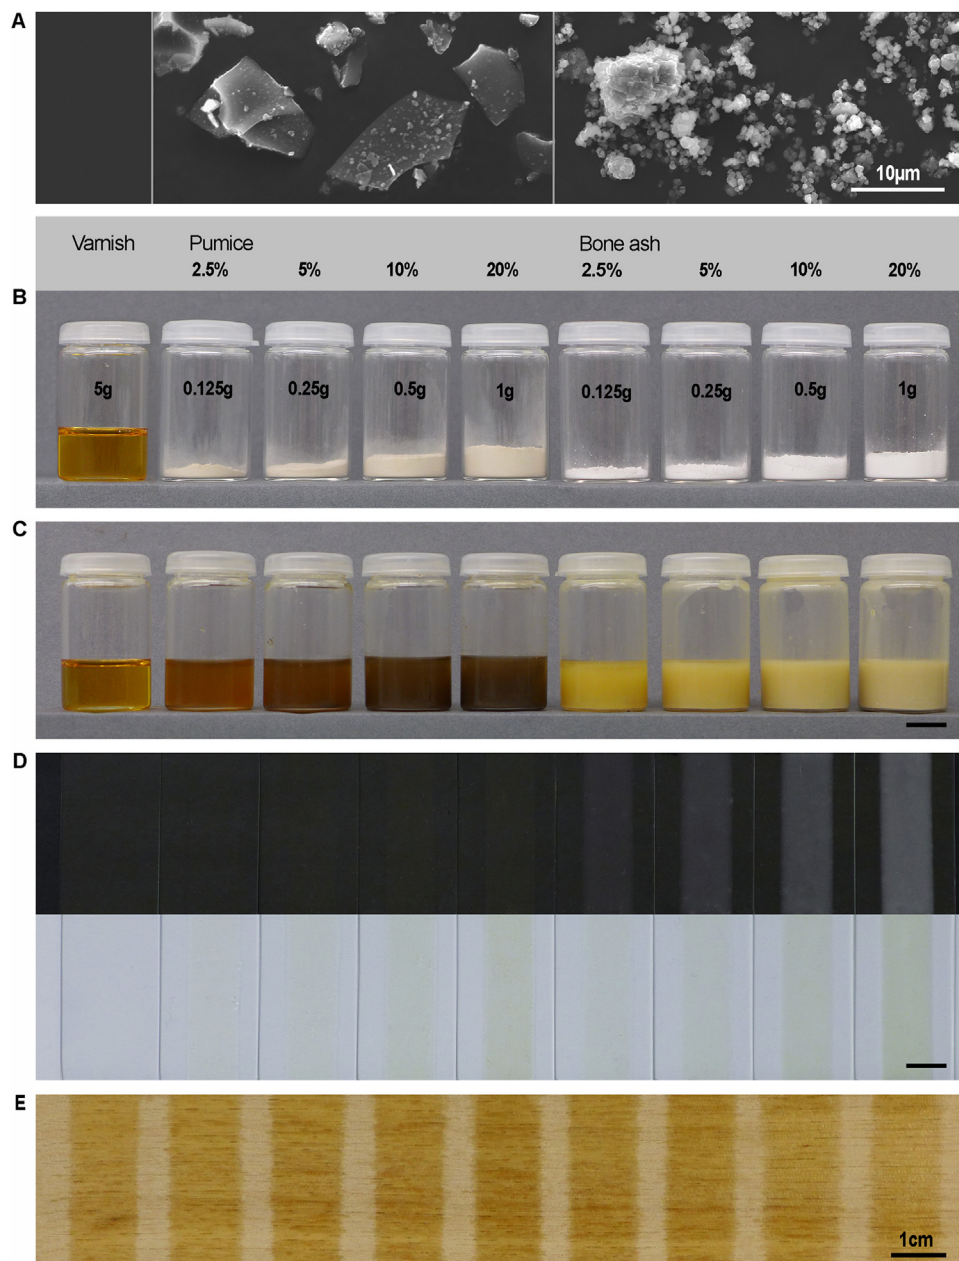 A
10µm
Varnish Pumice Bone ash
2.5% 5% 10% 20% 2.5% 5% 10% 20%
B
5g 0.125g 0.25g 0.5g 1g 0.125g 0.25g 0.5g 1g
C
D
E
1cm